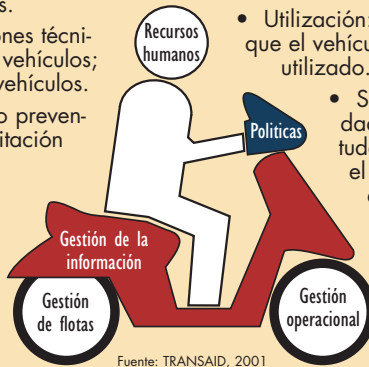 s.
nes técni-
vehículos;
vehículos.
o preven-
itación
• Utilización:
que el vehícu
utilizado.
• S
dac
tud
el
Recursos
humanos
Politicas
Gestión de la
información
Gestión
de flotas
Gestión
operacional
Fuente: TRANSAID, 2001